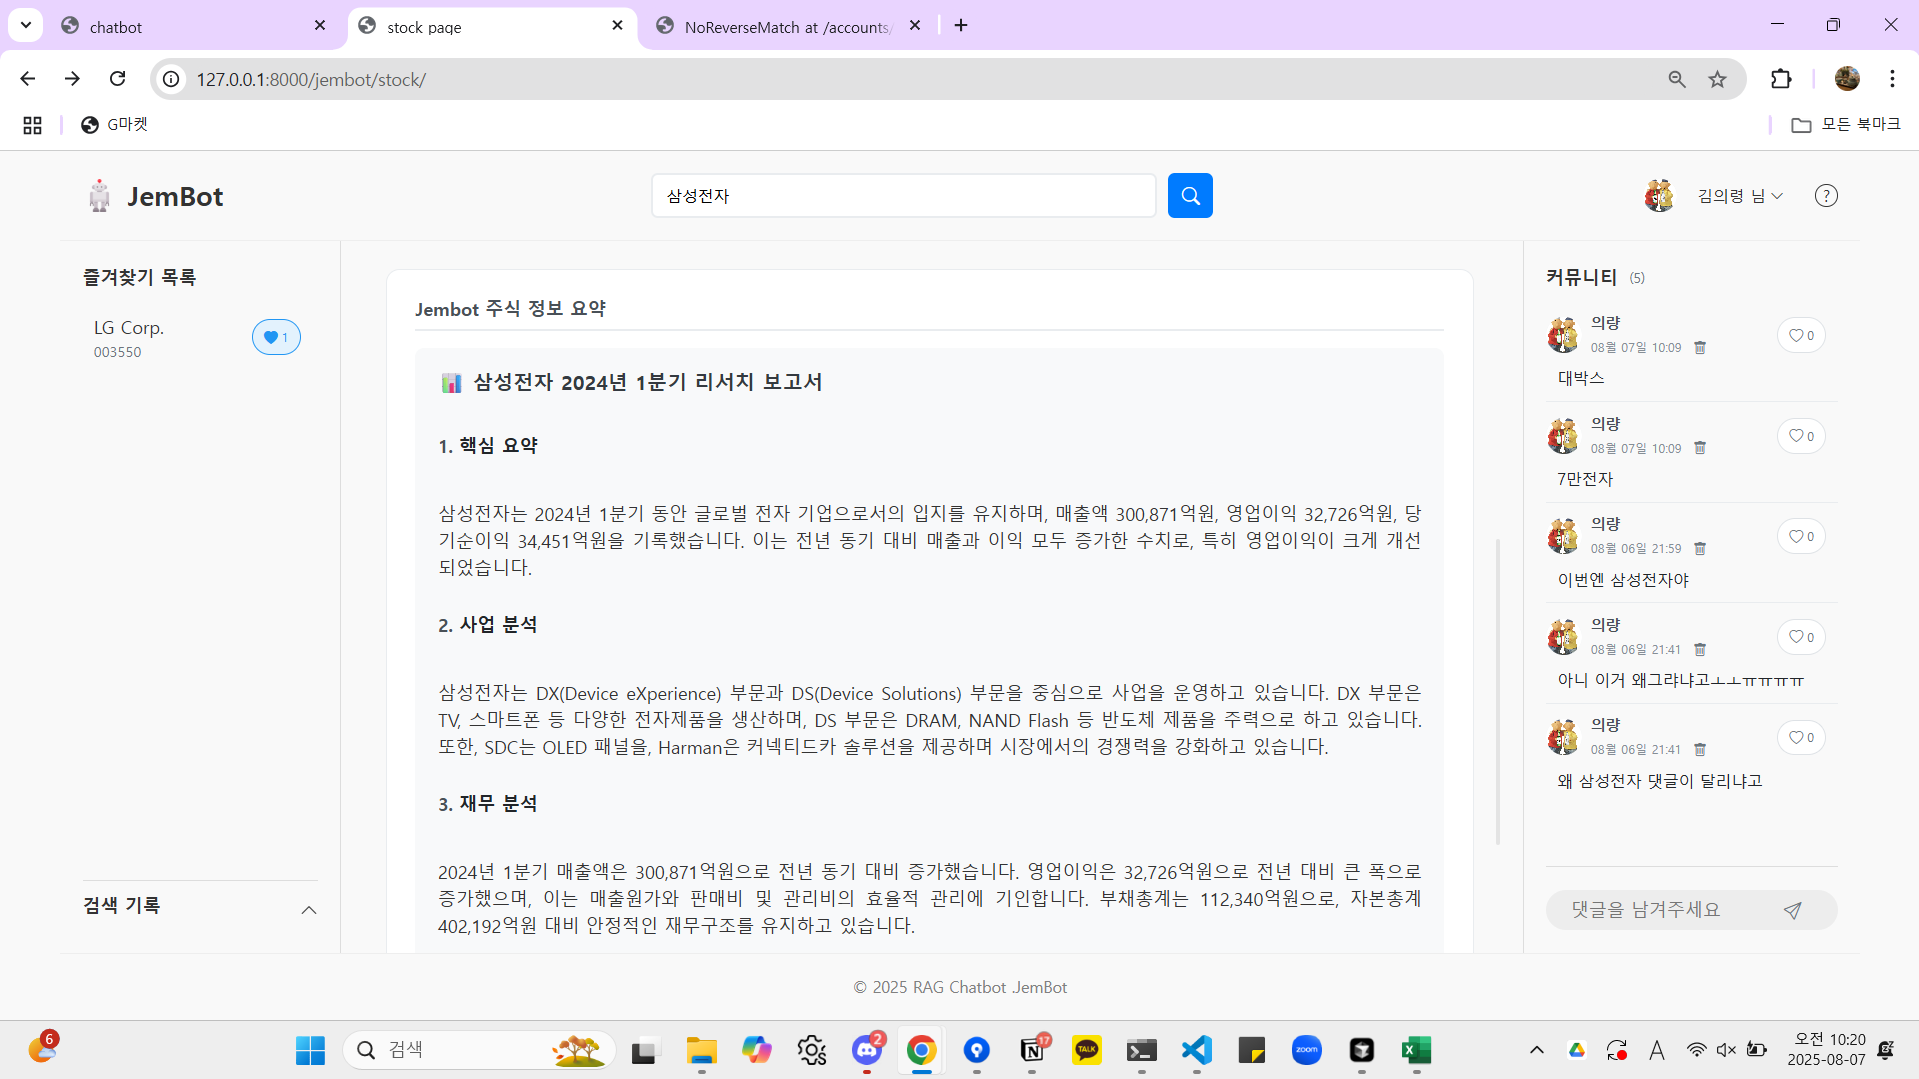 chatbot
stock page
NoReverseMatch at /accounts/
127.0.0.1:8000/jembot/stock/
G마켓
모든 북마크
JemBot
삼성전자
김의령 님
즐겨찾기 목록
LG Corp.
003550
1
Jembot 주식 정보 요약
삼성전자 2024년 1분기 리서치 보고서
1. 핵심 요약
삼성전자는 2024년 1분기 동안 글로벌 전자 기업으로서의 입지를 유지하며, 매출액 300,871억원, 영업이익 32,726억원, 당
기순이익 34,451억원을 기록했습니다. 이는 전년 동기 대비 매출과 이익 모두 증가한 수치로, 특히 영업이익이 크게 개선
되었습니다.
2. 사업 분석
삼성전자는 DX(Device eXperience) 부문과 DS(Device Solutions) 부문을 중심으로 사업을 운영하고 있습니다. DX 부문은
TV, 스마트폰 등 다양한 전자제품을 생산하며, DS 부문은 DRAM, NAND Flash 등 반도체 제품을 주력으로 하고 있습니다.
또한, SDC는 OLED 패널을, Harman은 커넥티드카 솔루션을 제공하며 시장에서의 경쟁력을 강화하고 있습니다.
3. 재무 분석
2024년 1분기 매출액은 300,871억원으로 전년 동기 대비 증가했습니다. 영업이익은 32,726억원으로 전년 대비 큰 폭으로
증가했으며, 이는 매출원가와 판매비 및 관리비의 효율적 관리에 기인합니다. 부채총계는 112,340억원으로, 자본총계
402,192억원 대비 안정적인 재무구조를 유지하고 있습니다.
커뮤니티 (5)
의량
08월 07일 10:09
0
대박스
의량
08월 07일 10:09
0
7만전자
의량
08월 06일 21:59
0
이번엔 삼성전자야
의량
08월 06일 21:41
0
아니 이거 왜그랴냐고ㅗㅗㅠㅠㅠㅠ
의량
08월 06일 21:41
0
왜 삼성전자 댓글이 달리냐고
검색 기록
댓글을 남겨주세요
© 2025 RAG Chatbot JemBot
6
검색
2
17
TALK
zoom
A
오전 10:20
2025-08-07